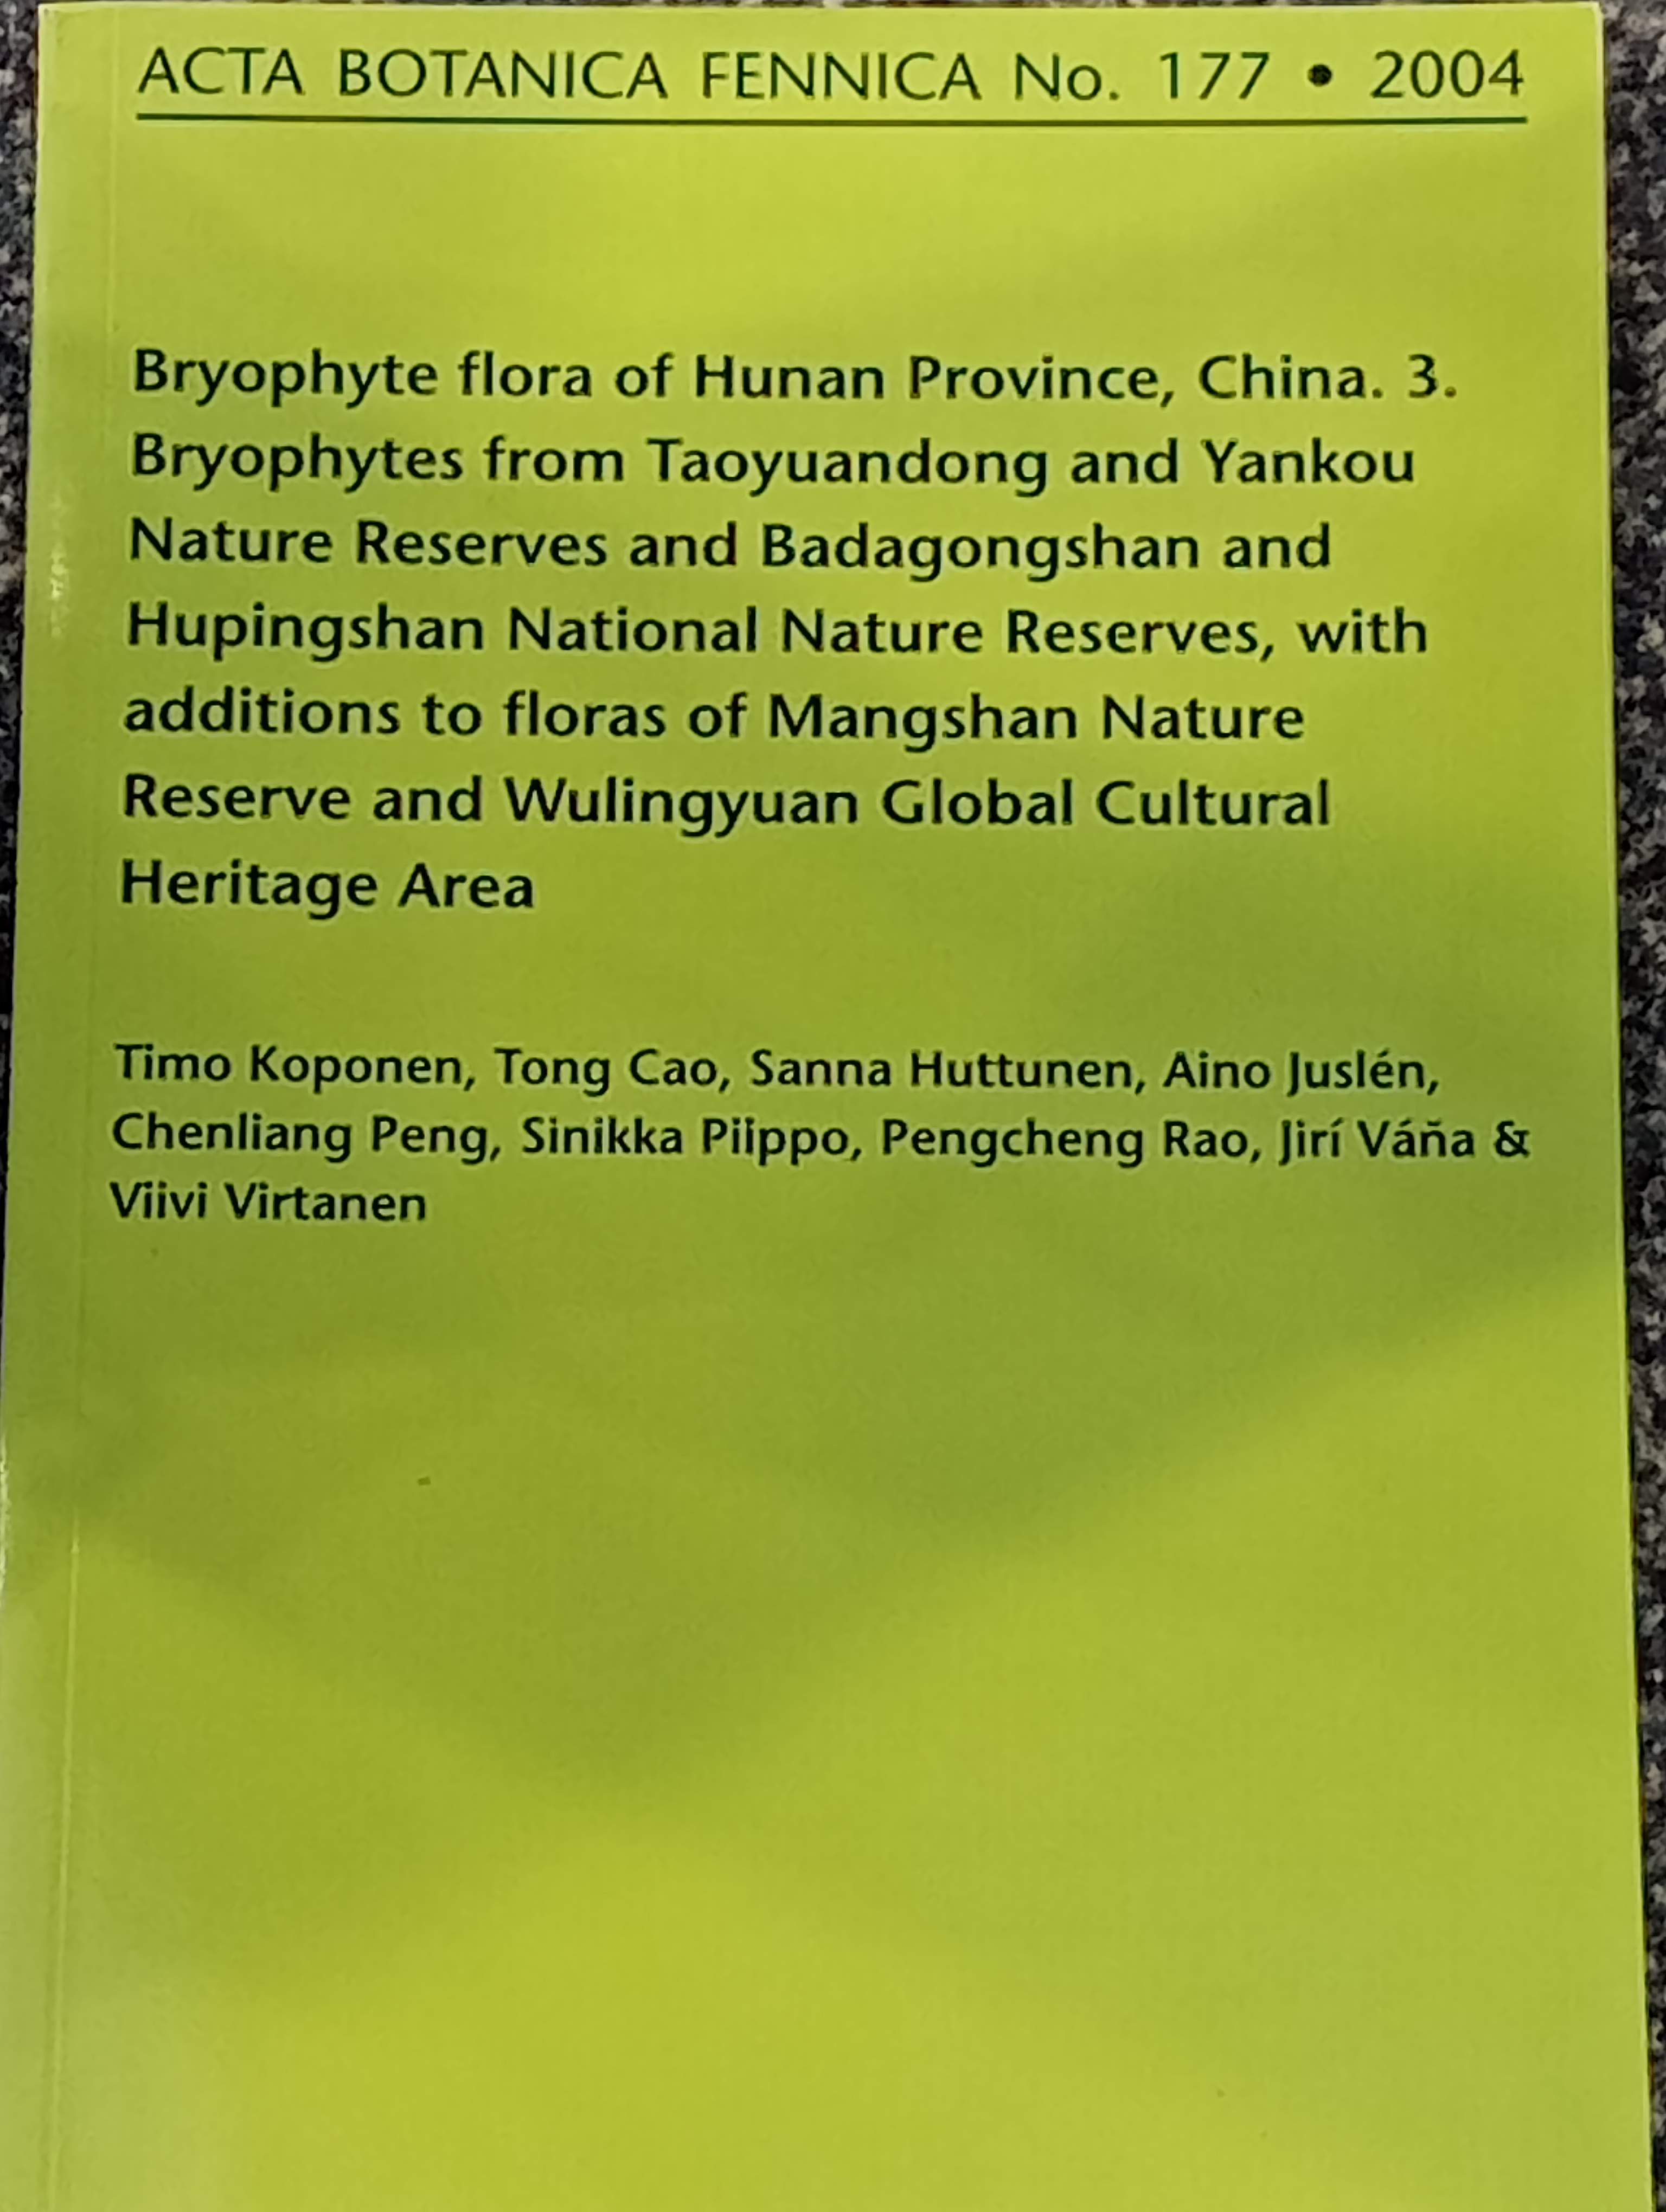 ACTA BOTANICA FENNICA No. 177 • 2004
Bryophyte flora of Hunan Province, China. 3.
Bryophytes from Taoyuandong and Yankou
Nature Reserves and Badagongshan and
Hupingshan National Nature Reserves, with
additions to floras of Mangshan Nature
Reserve and Wulingyuan Global Cultural
Heritage Area
Timo Koponen, Tong Cao, Sanna Huttunen, Aino Juslén,
Chenliang Peng, Sinikka Piippo, Pengcheng Rao, Jirí Váňa &
Viivi Virtanen